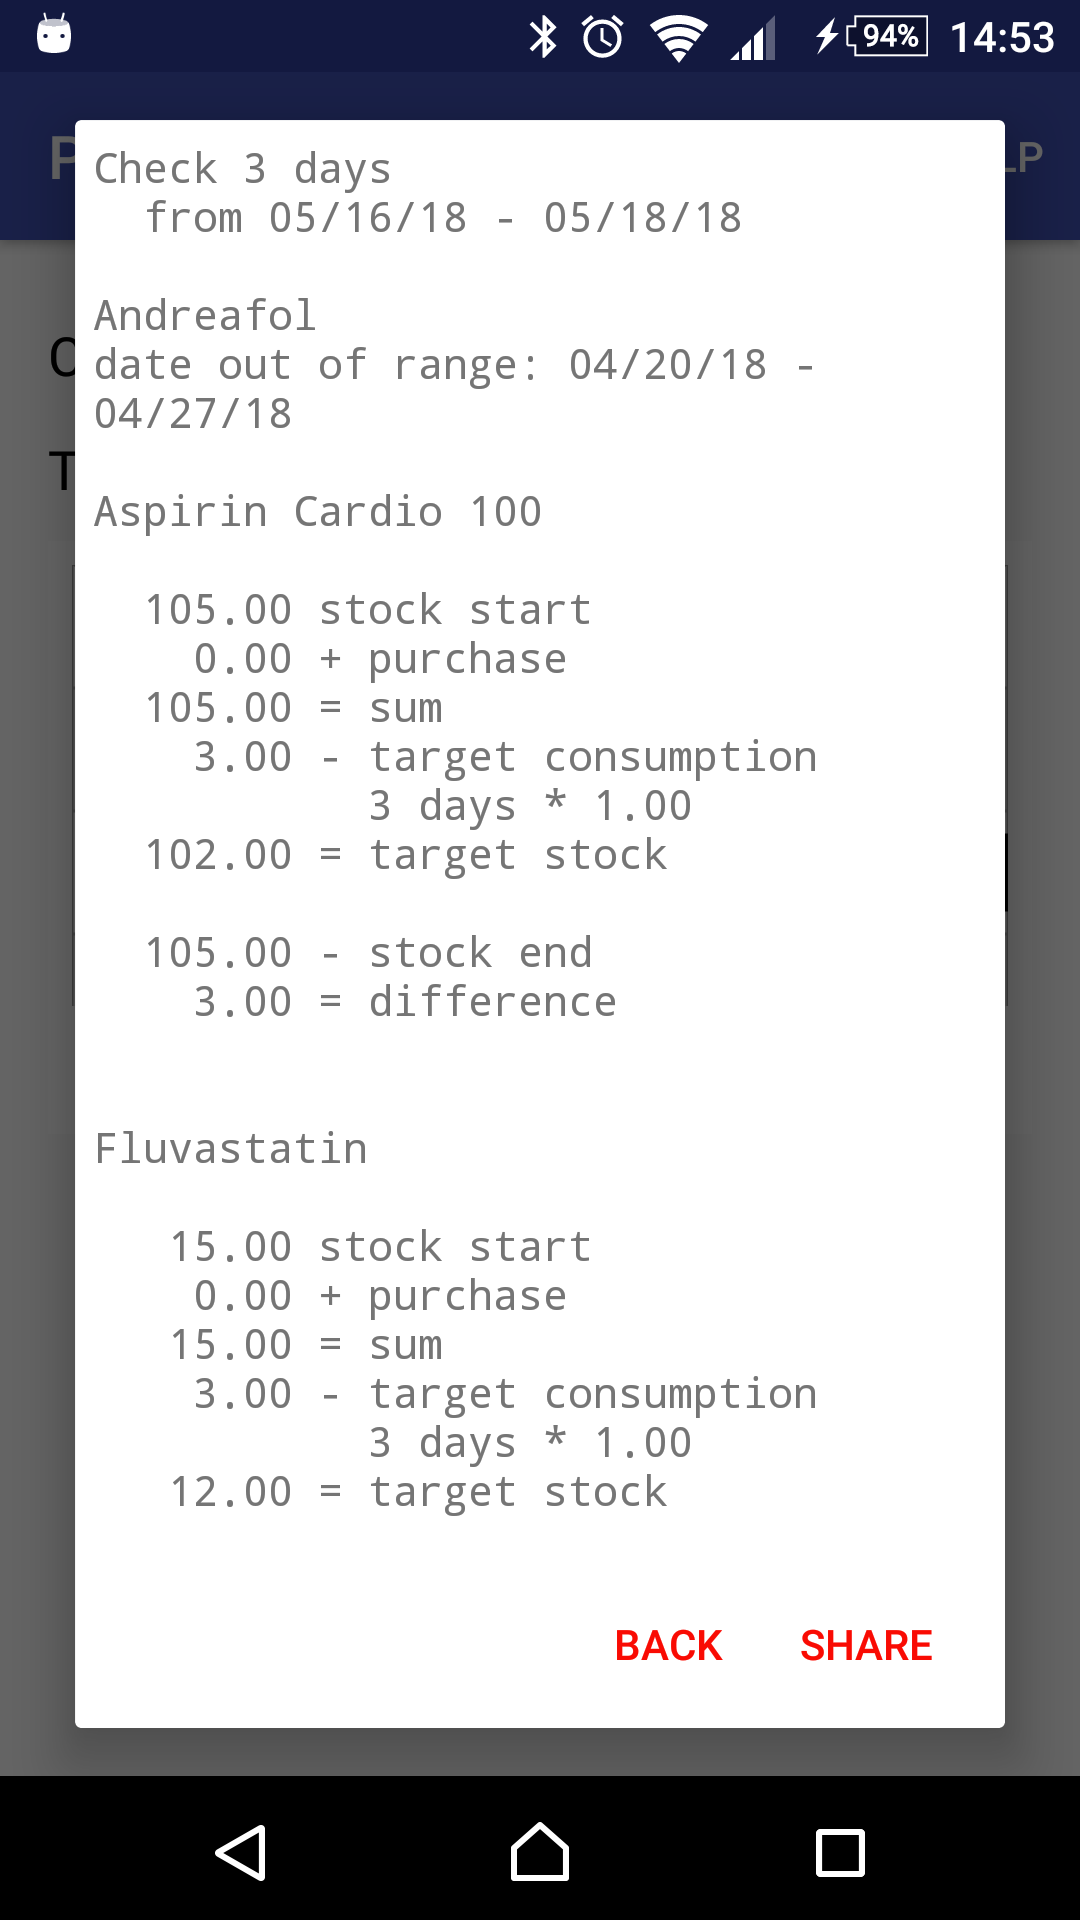 94% 14:53
P LP
Check 3 days
from 05/16/18 - 05/18/18
Andreafol
date out of range: 04/20/18 -
04/27/18
Aspirin Cardio 100
105.00 stock start
0.00 + purchase
105.00 = sum
3.00 - target consumption
3 days * 1.00
102.00 = target stock
105.00 - stock end
3.00 = difference
Fluvastatin
15.00 stock start
0.00 + purchase
15.00 = sum
3.00 - target consumption
3 days * 1.00
12.00 = target stock
BACK SHARE